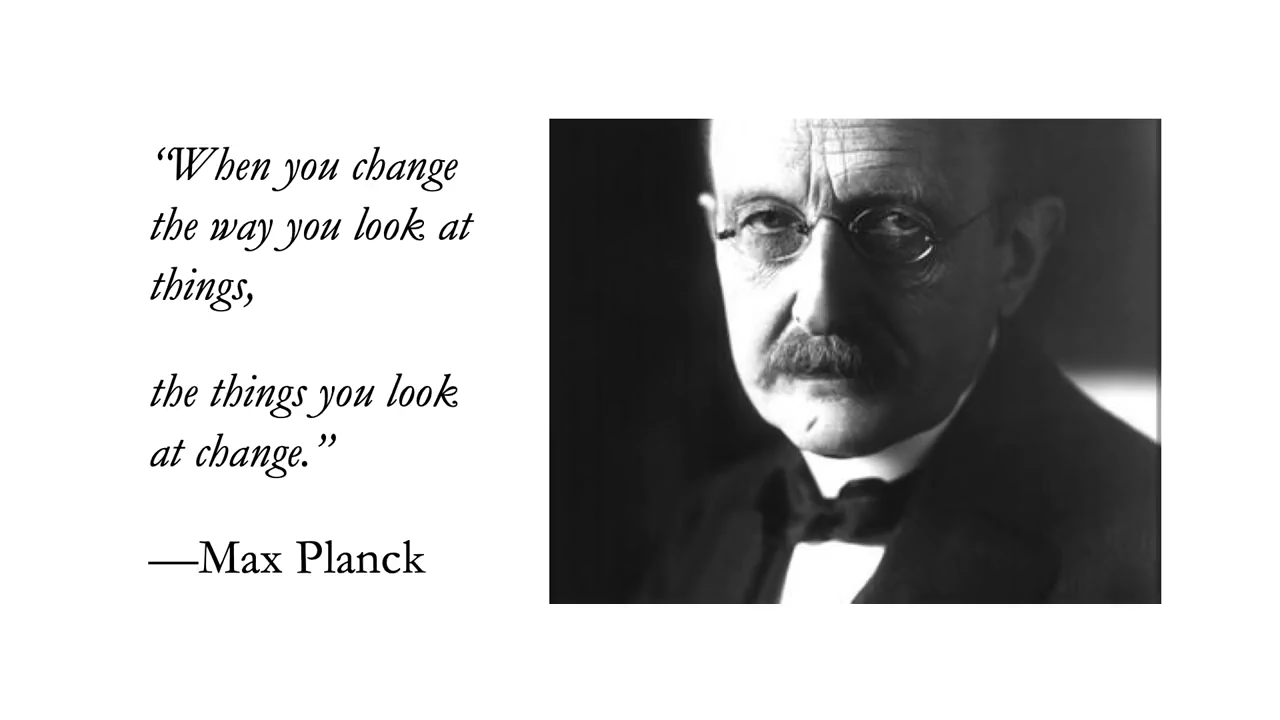 “When you change
the way you look at
things,
the things you look
at change.”
—Max Planck